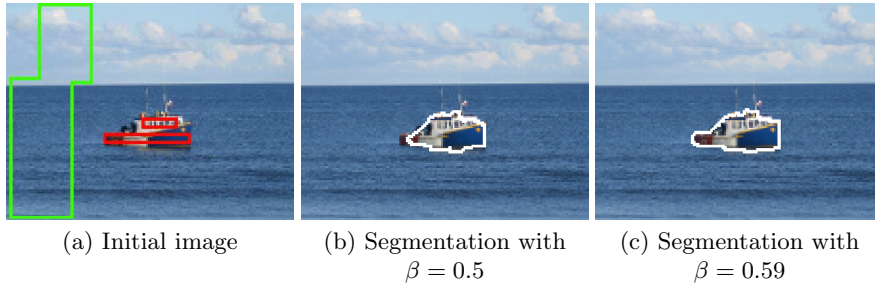 (a) Initial image
(b) Segmentation with
β = 0.5
(c) Segmentation with
β = 0.59